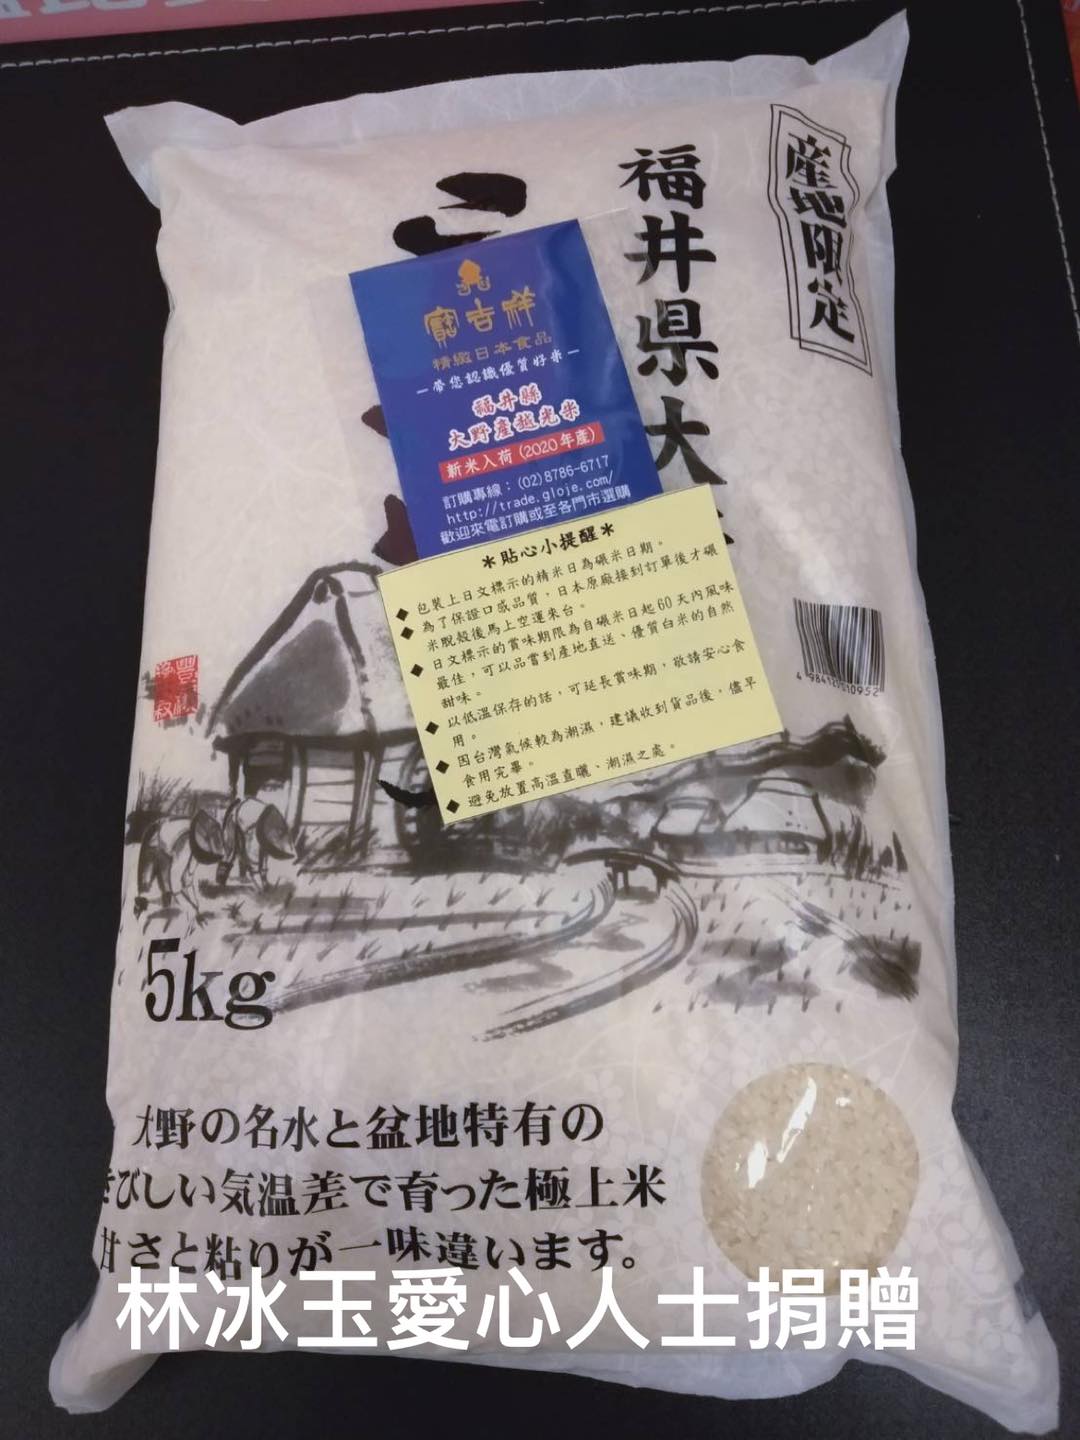 産地限定
福井県大
寶吉祥
精緻日本食品
—帶您認識優質好米—
福井縣
大野產越光米
新米入荷(2020年產)
訂購專線：(02)8786-6717
http://trade.gloje.com/
歡迎來電訂購或至各門市選購
＊貼心小提醒＊
◆ 包裝上日文標示的精米日為碾米日期。
◆ 為了保證口感品質，日本原廠接到訂單後才碾
米脫殼後馬上空運來台。
◆ 日文標示的賞味期限為自碾米日起60天內風味
最佳，可以品嘗到產地直送、優質白米的自然
甜味。
◆ 以低溫保存的話，可延長賞味期，敬請安心食
用。
◆ 因台灣氣候較為潮濕，建議收到貨品後，儘早
食用完畢。
◆ 避免放置高溫直曬、潮濕之處。
5kg
大野の名水と盆地特有の
きびしい気温差で育った極上米
甘さと粘りが一味違います。
林冰玉愛心人士捐贈